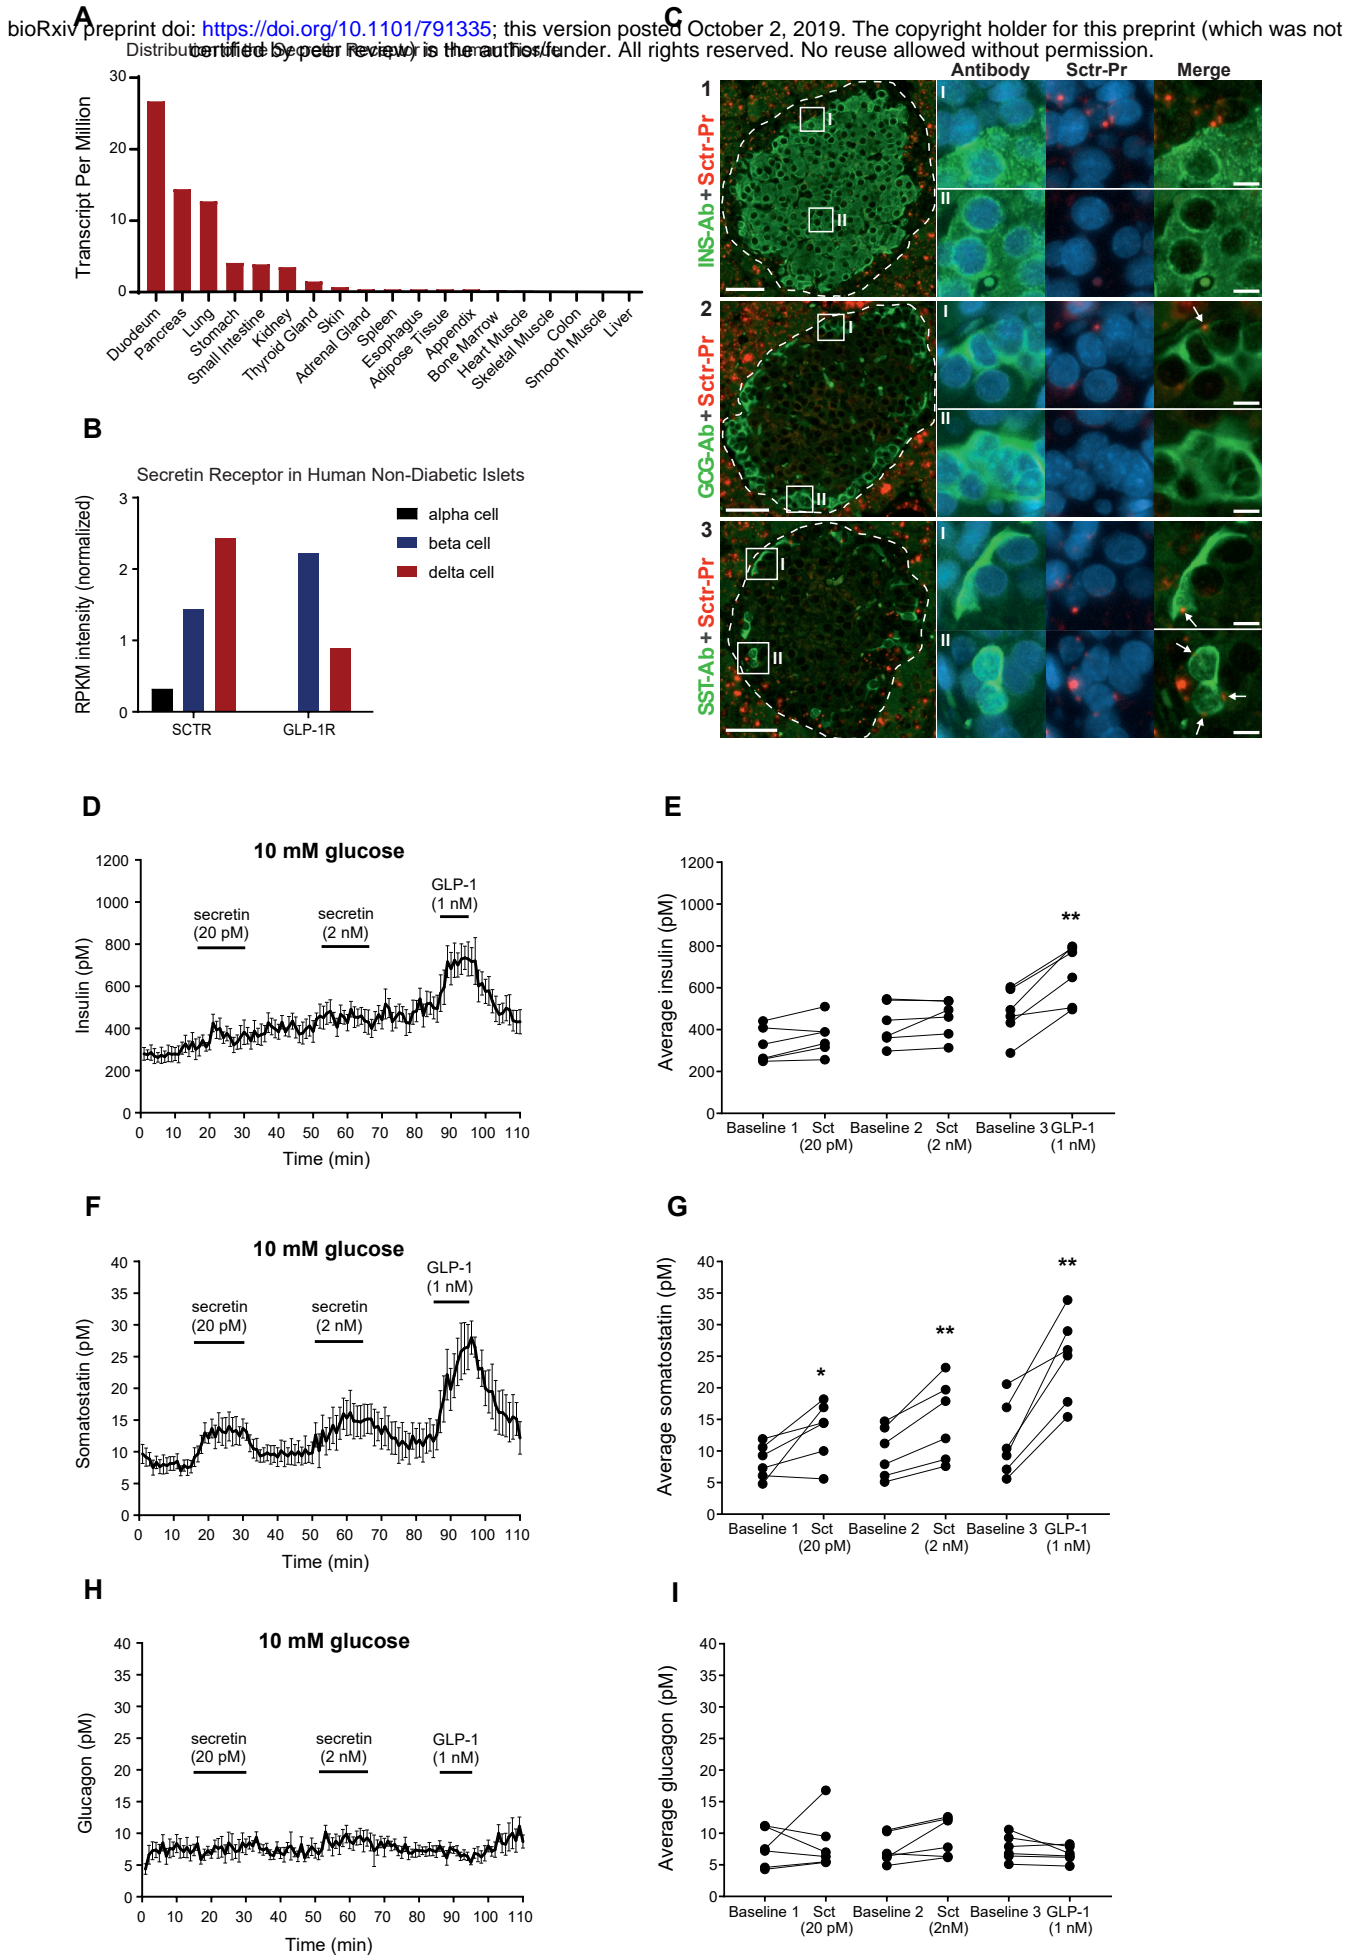 A
C
bioRxiv preprint doi: https://doi.org/10.1101/791335; this version posted October 2, 2019. The copyright holder for this preprint (which was not
certified by peer review) is the author/funder. All rights reserved. No reuse allowed without permission.
Distribution of the Secretin Receptor in Human Tissue
30
20
10
0
Transcript Per Million
Duodeum
Pancreas
Lung
Stomach
Small Intestine
Kidney
Thyroid Gland
Skin
Adrenal Gland
Spleen
Esophagus
Adipose Tissue
Appendix
Bone Marrow
Heart Muscle
Skeletal Muscle
Colon
Smooth Muscle
Liver
Antibody Sctr-Pr Merge
1
INS-Ab + Sctr-Pr
I
II
I
II
2
GCG-Ab + Sctr-Pr
I
II
I
II
3
SST-Ab + Sctr-Pr
I
II
I
II
B
Secretin Receptor in Human Non-Diabetic Islets
RPKM intensity (normalized)
3
2
1
0
SCTR GLP-1R
alpha cell
beta cell
delta cell
D
10 mM glucose
Insulin (pM)
1200
1000
800
600
400
200
0
secretin
(20 pM)
secretin
(2 nM)
GLP-1
(1 nM)
0 10 20 30 40 50 60 70 80 90 100 110
Time (min)
E
Average insulin (pM)
1200
1000
800
600
400
200
0
**
Baseline 1 Sct Baseline 2 Sct Baseline 3 GLP-1
(20 pM) (2 nM) (1 nM)
F
10 mM glucose
Somatostatin (pM)
40
35
30
25
20
15
10
5
0
secretin
(20 pM)
secretin
(2 nM)
GLP-1
(1 nM)
0 10 20 30 40 50 60 70 80 90 100 110
Time (min)
G
Average somatostatin (pM)
40
35
30
25
20
15
10
5
0
*
**
**
Baseline 1 Sct Baseline 2 Sct Baseline 3 GLP-1
(20 pM) (2 nM) (1 nM)
H
10 mM glucose
Glucagon (pM)
40
35
30
25
20
15
10
5
0
secretin
(20 pM)
secretin
(2 nM)
GLP-1
(1 nM)
0 10 20 30 40 50 60 70 80 90 100 110
Time (min)
I
Average glucagon (pM)
40
35
30
25
20
15
10
5
0
Baseline 1 Sct Baseline 2 Sct Baseline 3 GLP-1
(20 pM) (2nM) (1 nM)